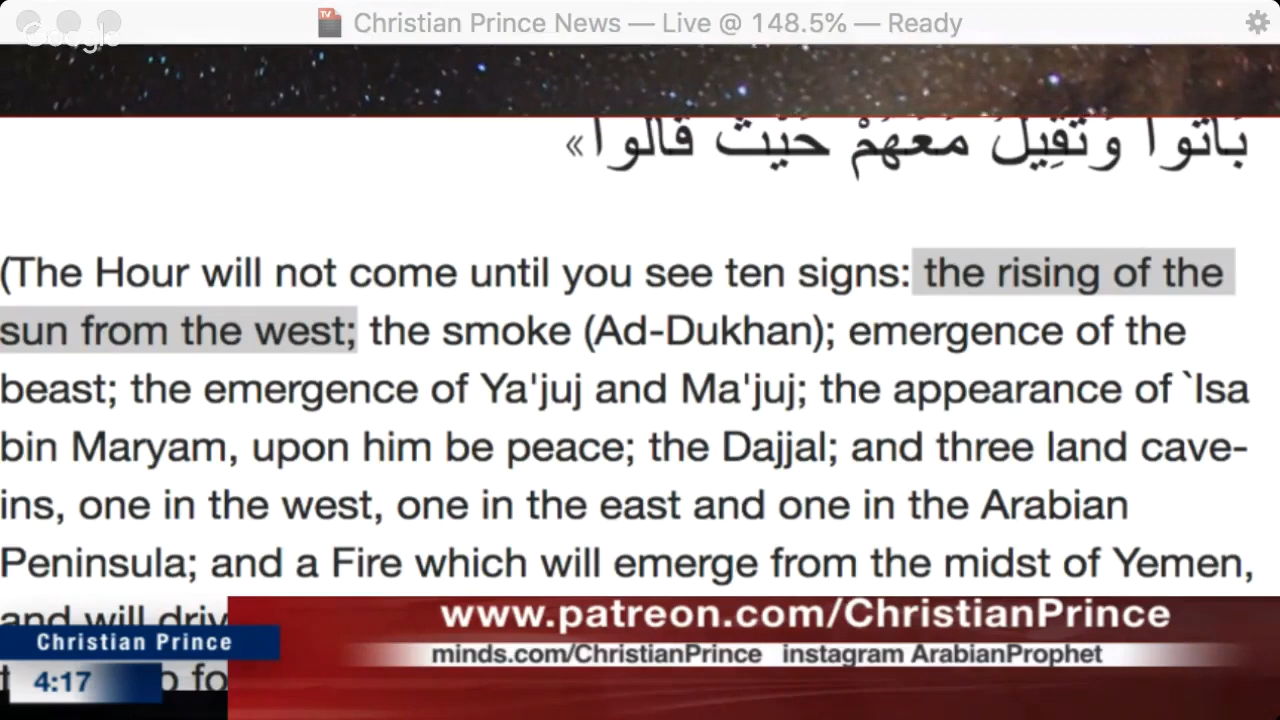 Christian Prince News — Live @ 148.5% — Ready
Google
بَاتُوا وَتَقِيلُ مَعَهُمْ حَيْثُ قَالُوا»
(The Hour will not come until you see ten signs: the rising of the
sun from the west; the smoke (Ad-Dukhan); emergence of the
beast; the emergence of Ya'juj and Ma'juj; the appearance of `Isa
bin Maryam, upon him be peace; the Dajjal; and three land cave-
ins, one in the west, one in the east and one in the Arabian
Peninsula; and a Fire which will emerge from the midst of Yemen,
and will driv
www.patreon.com/ChristianPrince
Christian Prince
minds.com/ChristianPrince instagram ArabianProphet
4:17
fo